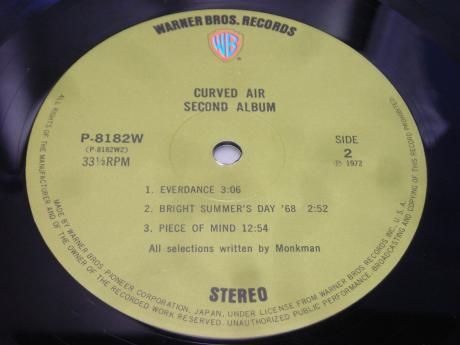 WARNER BROS. RECORDS
WB
CURVED AIR
SECOND ALBUM
P-8182W
(P-8182W2)
33⅓RPM
SIDE
2
Ⓟ 1972
1. EVERDANCE 3:06
2. BRIGHT SUMMER'S DAY '68 2:52
3. PIECE OF MIND 12:54
All selections written by Monkman
STEREO
ALL RIGHTS OF THE MANUFACTURER AND OF THE OWNER OF THE RECORDED WORK RESERVED. UNAUTHORIZED PUBLIC PERFORMANCE·BROADCASTING AND COPYING OF THIS RECORD PROHIBITED.
MADE BY WARNER BROS.-PIONEER CORPORATION, JAPAN, UNDER LICENSE FROM WARNER BROS RECORDS INC. U.S.A.